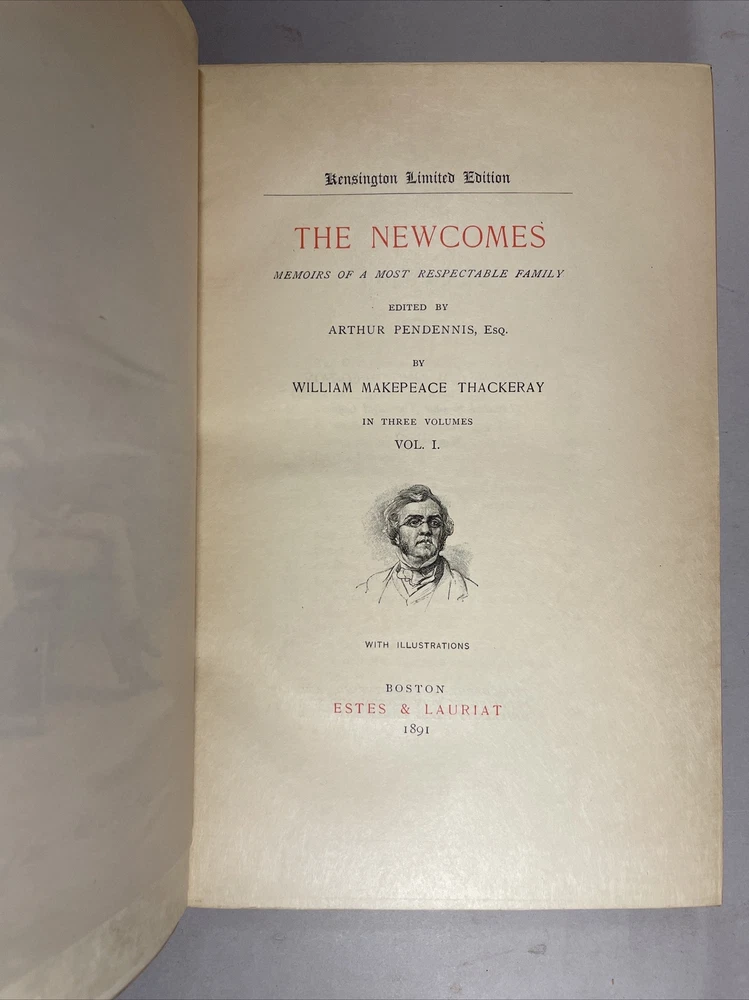 Kensington Limited Edition
THE NEWCOMES
MEMOIRS OF A MOST RESPECTABLE FAMILY
EDITED BY
ARTHUR PENDENNIS, Esq.
BY
WILLIAM MAKEPEACE THACKERAY
IN THREE VOLUMES
VOL. I.
WITH ILLUSTRATIONS
BOSTON
ESTES & LAURIAT
1891